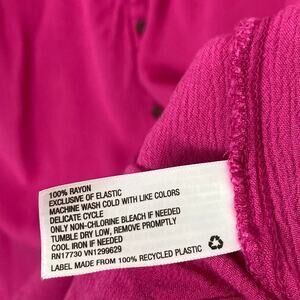 100% RAYON
EXCLUSIVE OF ELASTIC
MACHINE WASH COLD WITH LIKE COLORS
DELICATE CYCLE
ONLY NON-CHLORINE BLEACH IF NEEDED
TUMBLE DRY LOW, REMOVE PROMPTLY
COOL IRON IF NEEDED
RN17730 VN1299629
LABEL MADE FROM 100% RECYCLED PLASTIC